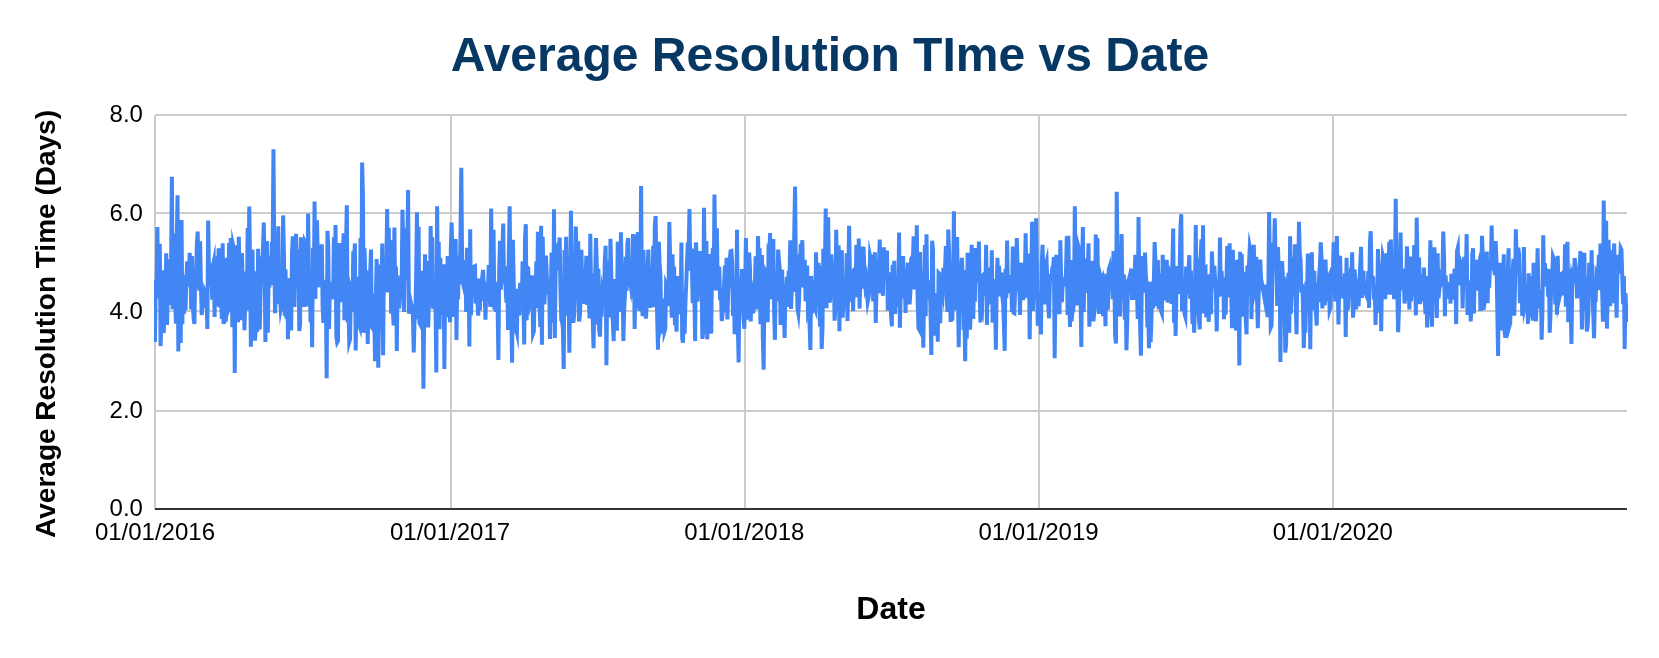 Average Resolution TIme vs Date
Average Resolution Time (Days)
8.0
6.0
4.0
2.0
0.0
01/01/2016 01/01/2017 01/01/2018 01/01/2019 01/01/2020
Date